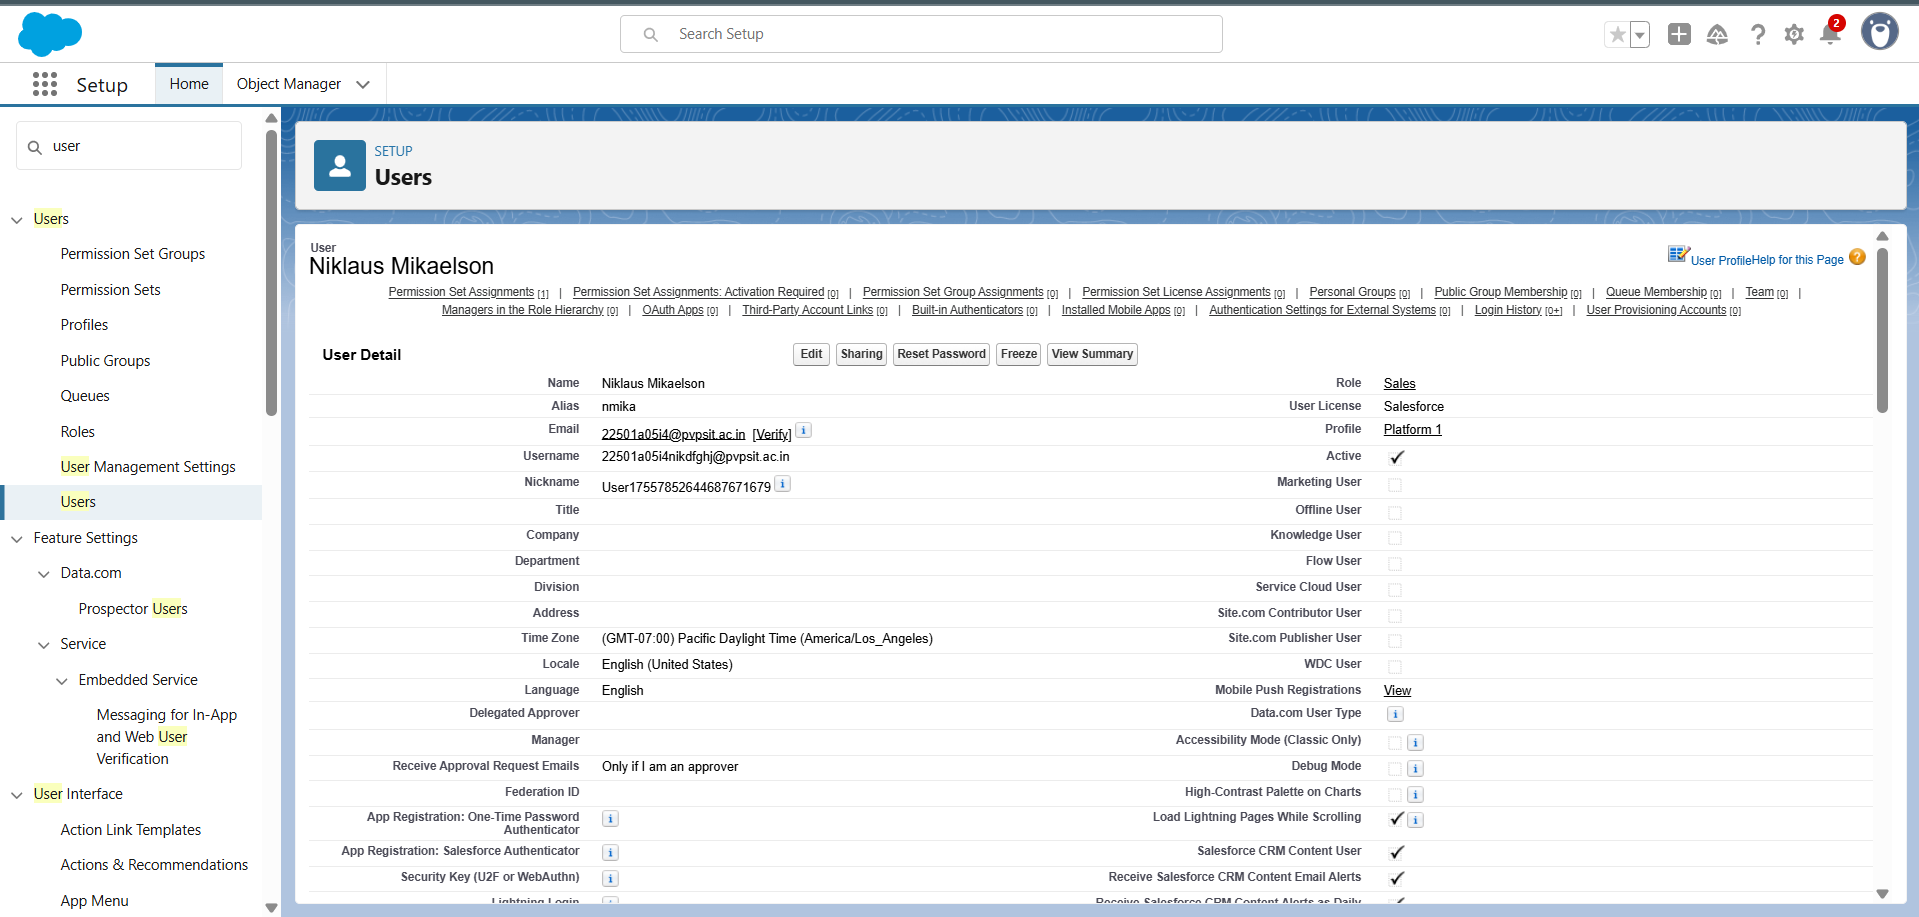 Search Setup
2
Setup
Home
Object Manager
user
Users
Permission Set Groups
Permission Sets
Profiles
Public Groups
Queues
Roles
User Management Settings
Users
Feature Settings
Data.com
Prospector Users
Service
Embedded Service
Messaging for In-App
and Web User
Verification
User Interface
Action Link Templates
Actions & Recommendations
App Menu
SETUP
Users
User
Niklaus Mikaelson
User Profile Help for this Page ?
Permission Set Assignments [1] | Permission Set Assignments: Activation Required [0] | Permission Set Group Assignments [0] | Permission Set License Assignments [0] | Personal Groups [0] | Public Group Membership [0] | Queue Membership [0] | Team [0] |
Managers in the Role Hierarchy [0] | OAuth Apps [0] | Third-Party Account Links [0] | Built-in Authenticators [0] | Installed Mobile Apps [0] | Authentication Settings for External Systems [0] | Login History [0+] | User Provisioning Accounts [0]
User Detail
Edit Sharing Reset Password Freeze View Summary
Name Niklaus Mikaelson Role Sales
Alias nmika User License Salesforce
Email 22501a05i4@pvpsit.ac.in [Verify] i Profile Platform 1
Username 22501a05i4nikdfghj@pvpsit.ac.in Active
Nickname User17557852644687671679 i Marketing User
Title Offline User
Company Knowledge User
Department Flow User
Division Service Cloud User
Address Site.com Contributor User
Time Zone (GMT-07:00) Pacific Daylight Time (America/Los_Angeles) Site.com Publisher User
Locale English (United States) WDC User
Language English Mobile Push Registrations View
Delegated Approver Data.com User Type i
Manager Accessibility Mode (Classic Only) i
Receive Approval Request Emails Only if I am an approver Debug Mode i
Federation ID High-Contrast Palette on Charts i
App Registration: One-Time Password
Authenticator i Load Lightning Pages While Scrolling i
App Registration: Salesforce Authenticator i Salesforce CRM Content User
Security Key (U2F or WebAuthn) i Receive Salesforce CRM Content Email Alerts
Lightning Login i Receive Salesforce CRM Content Alerts as Daily